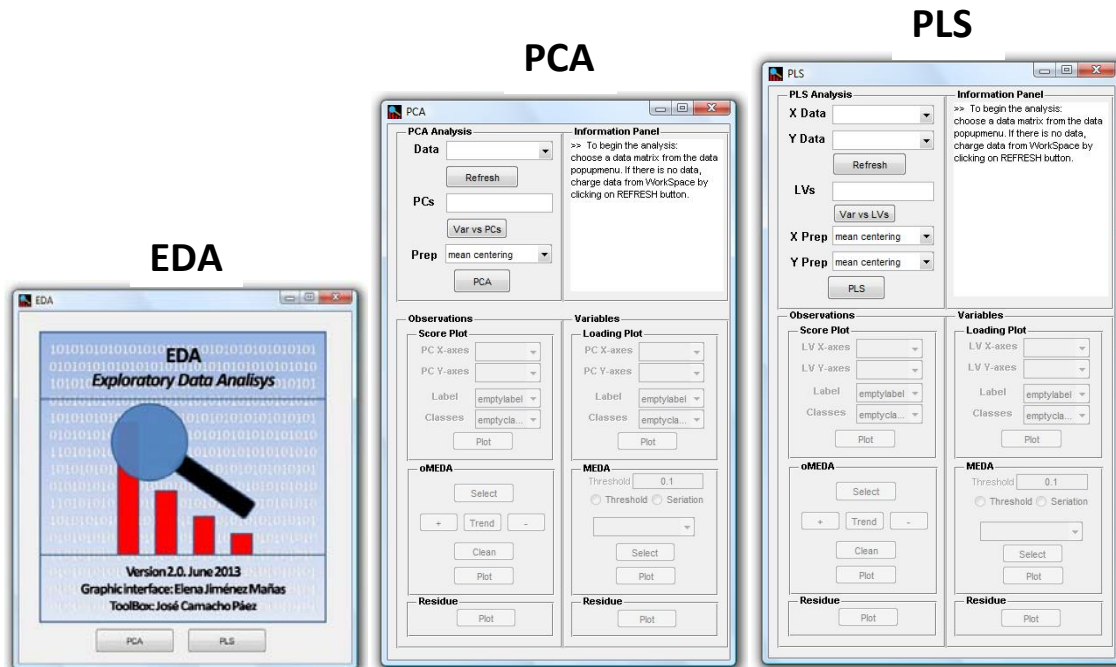 EDA
EDA
EDA
Exploratory Data Analisys
Version 2.0. June 2013
Graphic interface: Elena Jiménez Mañas
ToolBox: José Camacho Páez
PCA PLS
PCA
PCA
PCA Analysis
Data
Refresh
PCs
Var vs PCs
Prep mean centering
PCA
Information Panel
>> To begin the analysis:
choose a data matrix from the data
popupmenu. If there is no data,
charge data from WorkSpace by
clicking on REFRESH button.
Observations
Score Plot
PC X-axes
PC Y-axes
Label emptylabel
Classes emptycla...
Plot
oMEDA
Select
+ Trend -
Clean
Plot
Residue
Plot
Variables
Loading Plot
PC X-axes
PC Y-axes
Label emptylabel
Classes emptycla...
Plot
MEDA
Threshold 0.1
Threshold Seriation
Select
Plot
Residue
Plot
PLS
PLS
PLS Analysis
X Data
Y Data
Refresh
LVs
Var vs LVs
X Prep mean centering
Y Prep mean centering
PLS
Information Panel
>> To begin the analysis:
choose a data matrix from the data
popupmenu. If there is no data,
charge data from WorkSpace by
clicking on REFRESH button.
Observations
Score Plot
LV X-axes
LV Y-axes
Label emptylabel
Classes emptycla...
Plot
oMEDA
Select
+ Trend -
Clean
Plot
Residue
Plot
Variables
Loading Plot
LV X-axes
LV Y-axes
Label emptylabel
Classes emptycla...
Plot
MEDA
Threshold 0.1
Threshold Seriation
Select
Plot
Residue
Plot